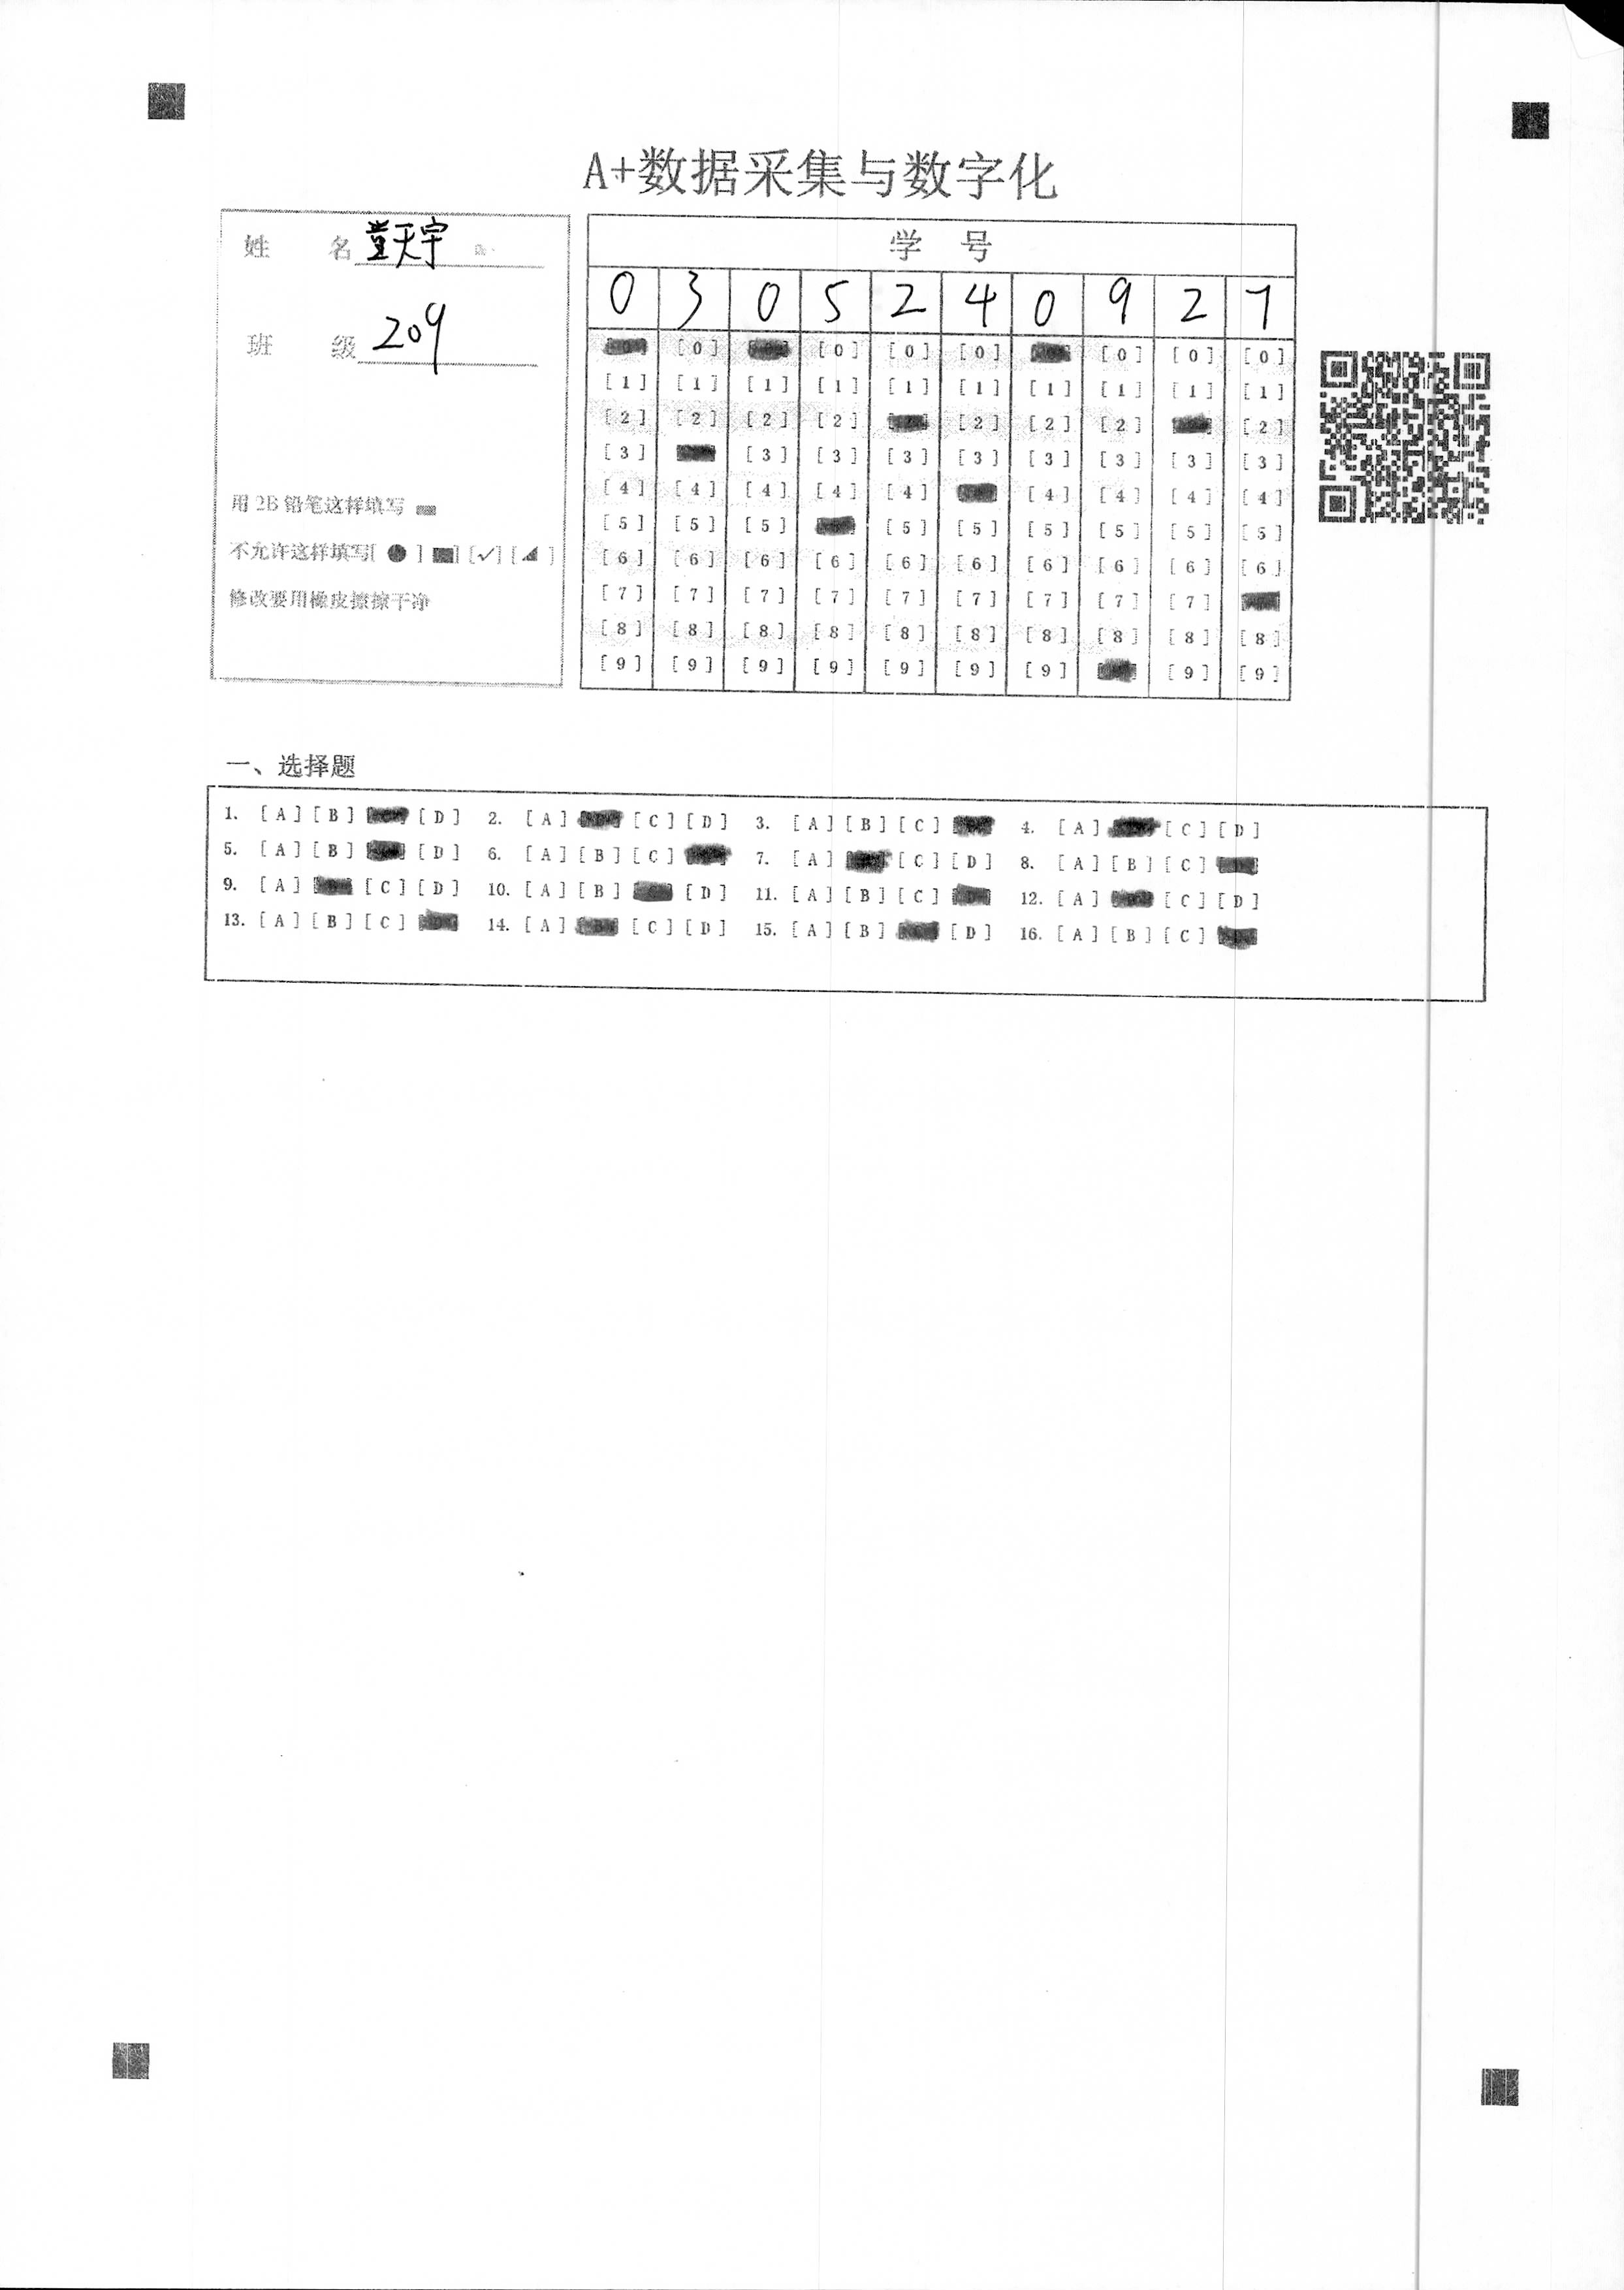 A+数据采集与数字化
姓 名 董天宇
班 级 209
用2B铅笔这样填写
不允许这样填写[ ● ] [■] [✓] [◢ ]
修改要用橡皮擦擦干净
学 号
0 3 0 5 2 4 0 9 2 7
[0] [0] [0] [0] [0] [0] [0]
[1] [1] [1] [1] [1] [1] [1] [1] [1] [1]
[2] [2] [2] [2] [2] [2] [2] [2]
[3] [3] [3] [3] [3] [3] [3] [3] [3]
[4] [4] [4] [4] [4] [4] [4] [4] [4]
[5] [5] [5] [5] [5] [5] [5] [5] [5]
[6] [6] [6] [6] [6] [6] [6] [6] [6] [6]
[7] [7] [7] [7] [7] [7] [7] [7] [7]
[8] [8] [8] [8] [8] [8] [8] [8] [8] [8]
[9] [9] [9] [9] [9] [9] [9] [9] [9]
一、选择题
1. [A] [B] [D] 2. [A] [C] [D] 3. [A] [B] [C] 4. [A] [C] [D]
5. [A] [B] [D] 6. [A] [B] [C] 7. [A] [C] [D] 8. [A] [B] [C]
9. [A] [C] [D] 10. [A] [B] [D] 11. [A] [B] [C] 12. [A] [C] [D]
13. [A] [B] [C] 14. [A] [C] [D] 15. [A] [B] [D] 16. [A] [B] [C]